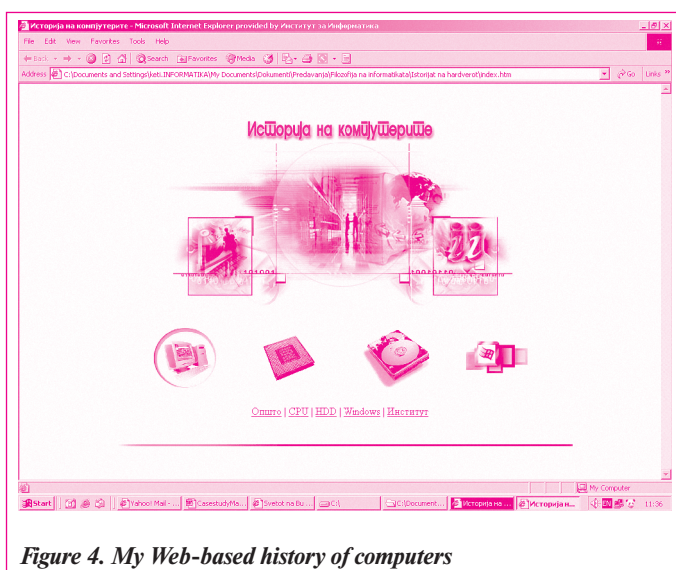 Историја на компјутерите - Microsoft Internet Explorer provided by Институт за Информатика
File Edit View Favorites Tools Help
Back Search Favorites Media
Address C:\Documents and Settings\keti.INFORMATIKA\My Documents\Dokumenti\Predavanja\Filozofija na informatikata\Istorijat na hardverot\index.htm Go Links »
Историја на компјутерите
101001
Општо | CPU | HDD | Windows | Институт
My Computer
Start Yahoo! Mail - ... CasestudyMa... Svetot na Bu... C:\ C:\Document... Историја на ... Историја н... EN 11:36
Figure 4. My Web-based history of computers